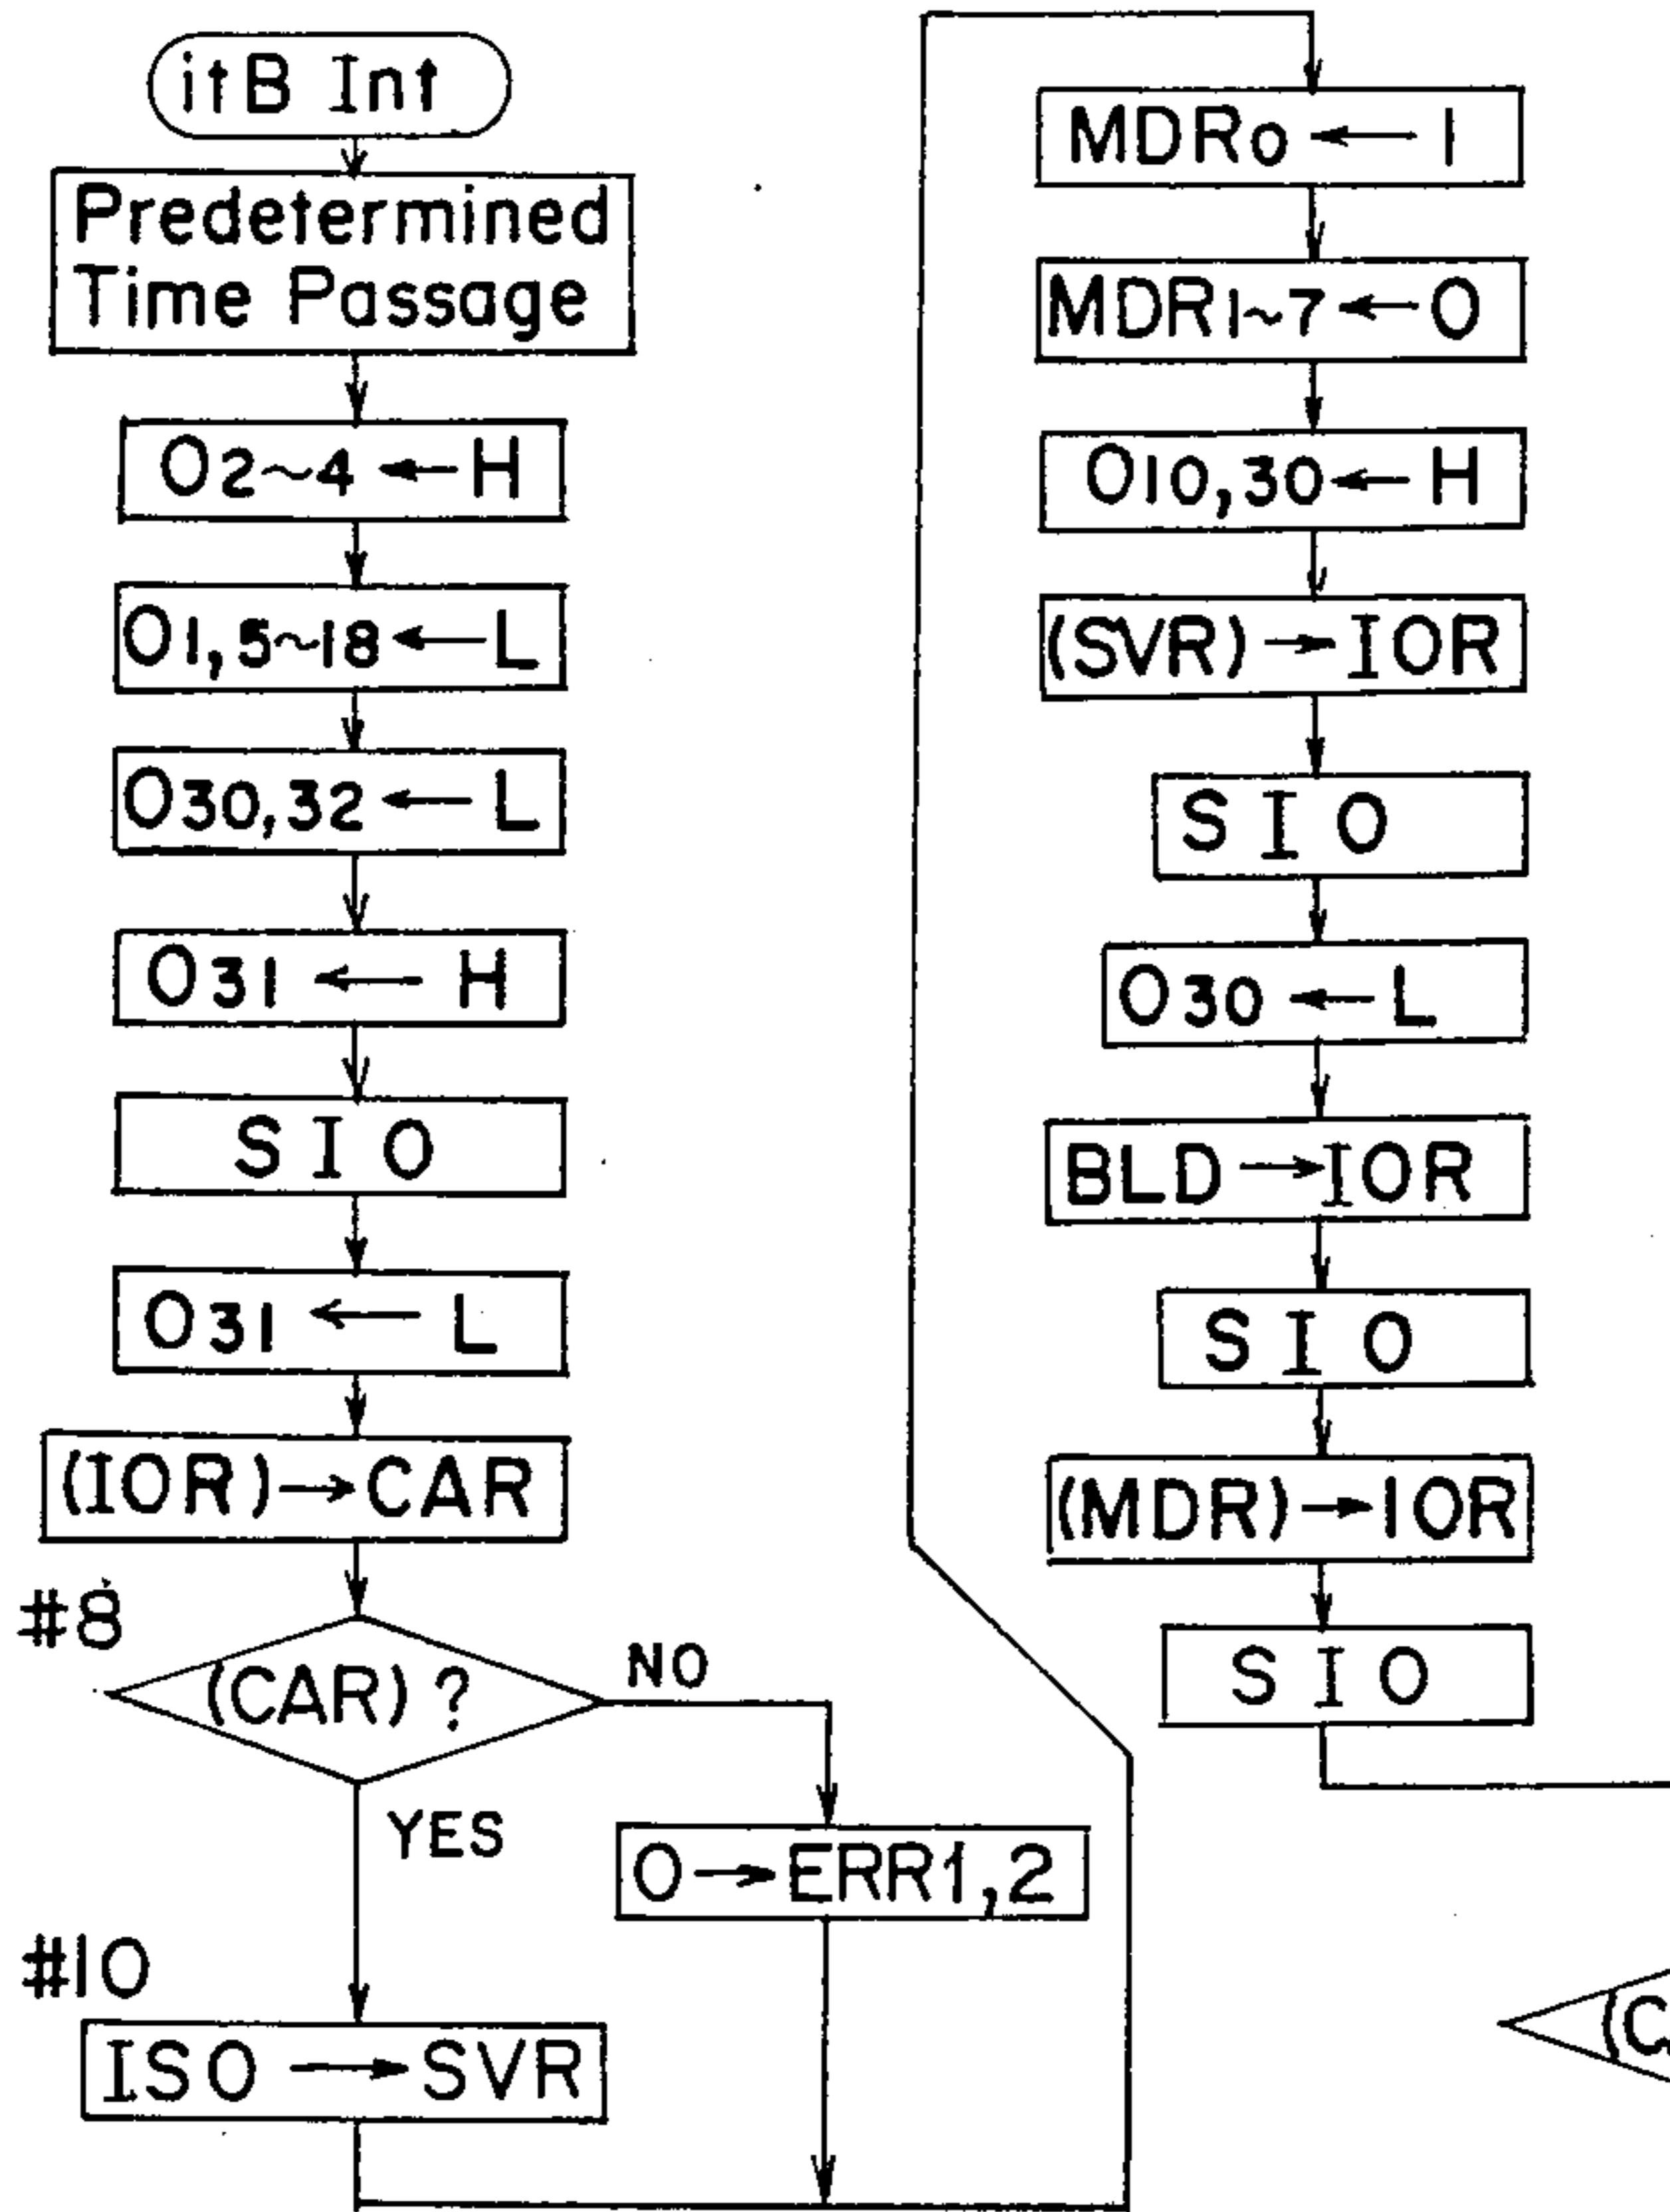 itB Int
Predetermined
Time Passage
O2~4 ← H
O1,5~18 ← L
O30,32 ← L
O31 ← H
SIO
O31 ← L
(IOR)→CAR
#8
(CAR)?
NO
YES
O→ERR1,2
#10
ISO → SVR
MDR0 ← 1
MDR1~7 ← O
O10,30 ← H
(SVR)→IOR
SIO
O30 ← L
BLD→IOR
SIO
(MDR)→IOR
SIO